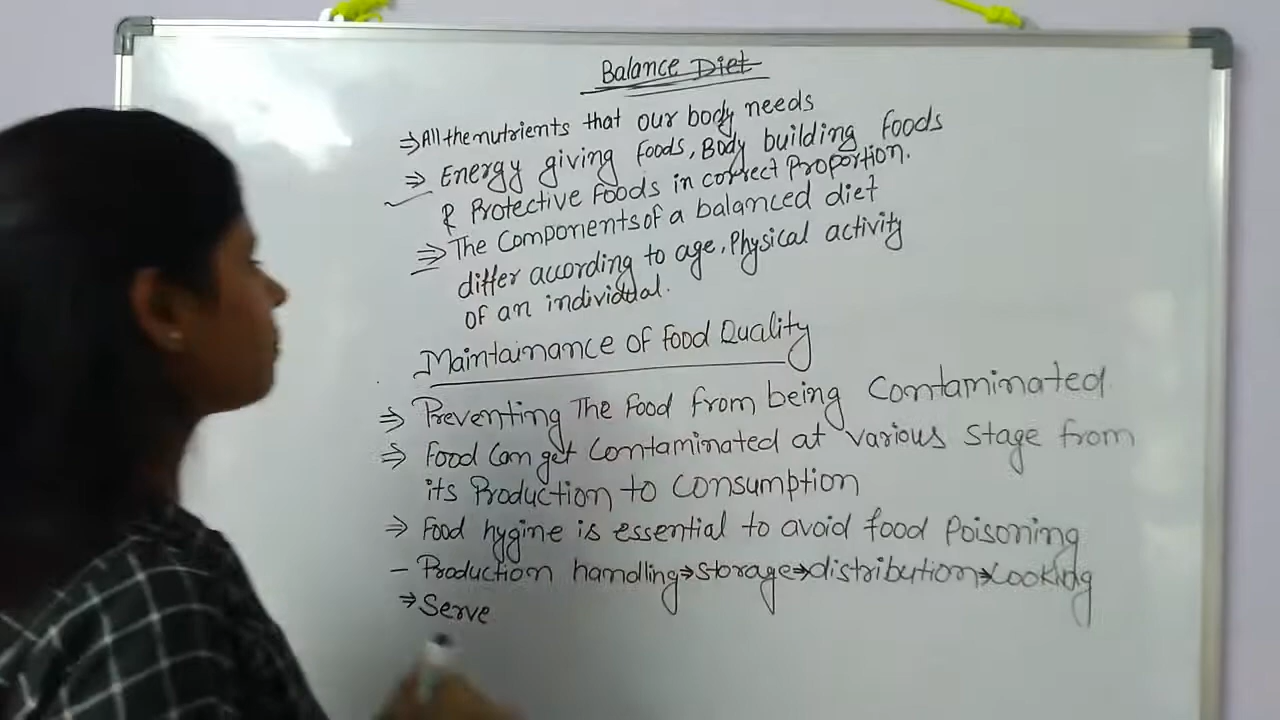 Balance Diet
⇒ All the nutrients that our body needs
⇒ Energy giving foods, Body building foods
& Protective Foods in correct Proportion.
⇒ The Components of a balanced diet
differ according to age, Physical activity
of an individual.
Maintainance of Food Quality
⇒ Preventing The Food from being Contaminated
⇒ Food Can get Contaminated at various stage from
its Production to Consumption
⇒ Food hygine is essential to avoid food Poisoning
- Production handling→storage→distribution→cooking
→ Serve